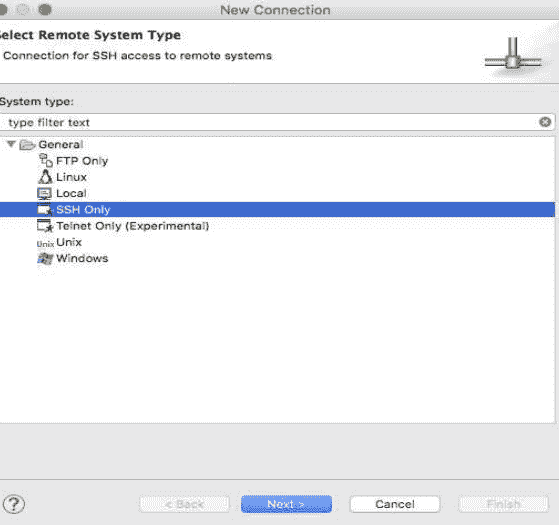 New Connection
Select Remote System Type
Connection for SSH access to remote systems
System type:
type filter text
General
FTP Only
Linux
Local
SSH Only
Telnet Only (Experimental)
Unix Unix
Windows
? < Back Next > Cancel Finish